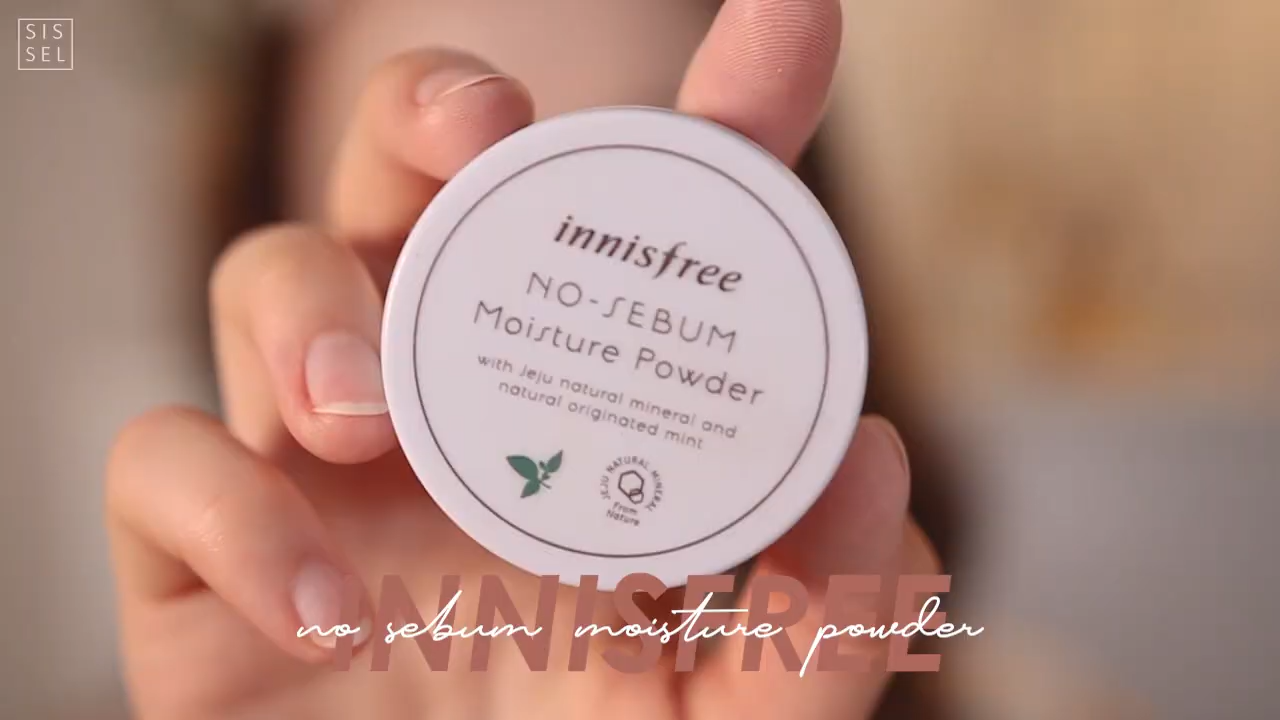 SIS
SEL
innisfree
NO-SEBUM
Moisture Powder
with Jeju natural mineral and
natural originated mint
JEJU NATURAL MINERAL
From
Nature
INNISFREE
no sebum moisture powder